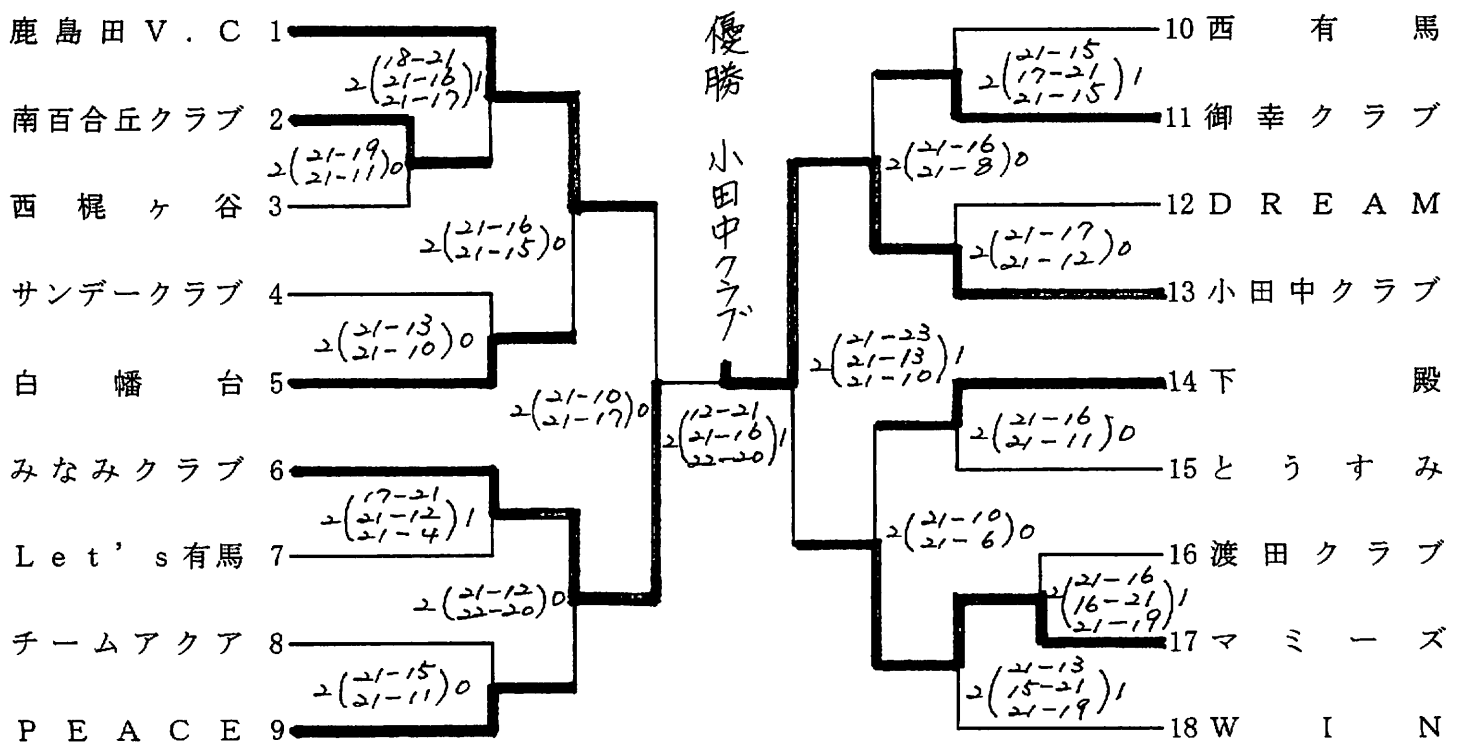 鹿島田V.C 1
2(18-21 21-16 21-17)1
南百合丘クラブ 2
2(21-19 21-11)0
西梶ヶ谷 3
2(21-16 21-15)0
サンデークラブ 4
2(21-13 21-10)0
白幡台 5
2(21-10 21-17)0
みなみクラブ 6
2(17-21 21-12 21-4)1
Let's有馬 7
2(21-12 22-20)0
チームアクア 8
2(21-15 21-11)0
PEACE 9
優勝 小田中クラブ
2(12-21 21-16 22-20)1
10 西有馬
2(21-15 17-21 21-15)1
11 御幸クラブ
2(21-16 21-8)0
12 DREAM
2(21-17 21-12)0
13 小田中クラブ
2(21-23 21-13 21-10)1
14 下殿
2(21-16 21-11)0
15 とうすみ
2(21-10 21-6)0
16 渡田クラブ
2(21-16 16-21 21-19)1
17 マミーズ
2(21-13 15-21 21-19)1
18 WIN